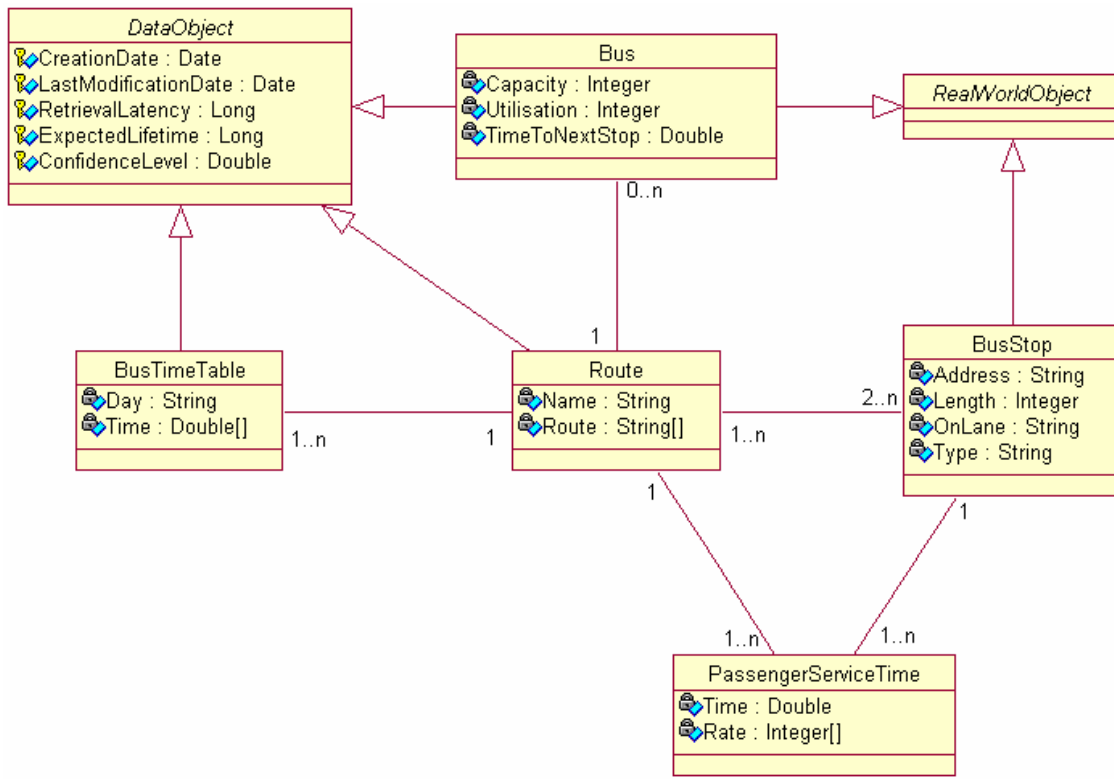 DataObject
CreationDate : Date
LastModificationDate : Date
RetrievalLatency : Long
ExpectedLifetime : Long
ConfidenceLevel : Double
Bus
Capacity : Integer
Utilisation : Integer
TimeToNextStop : Double
RealWorldObject
0..n
1
BusTimeTable
Day : String
Time : Double[]
1..n
1
Route
Name : String
Route : String[]
1..n
2..n
BusStop
Address : String
Length : Integer
OnLane : String
Type : String
1
1
1..n
1..n
PassengerServiceTime
Time : Double
Rate : Integer[]